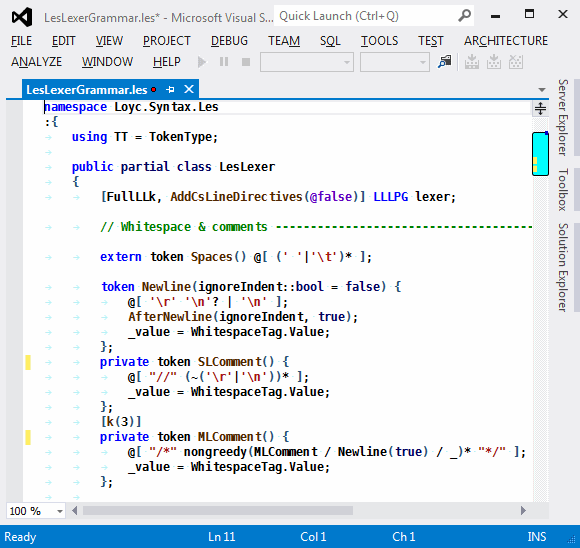 LesLexerGrammar.les* - Microsoft Visual S... Quick Launch (Ctrl+Q)
FILE EDIT VIEW PROJECT DEBUG TEAM SQL TOOLS TEST ARCHITECTURE
ANALYZE WINDOW HELP
LesLexerGrammar.les
namespace Loyc.Syntax.Les
:{
using TT = TokenType;
public partial class LesLexer
{
[FullLLk, AddCsLineDirectives(@false)] LLLPG lexer;
// Whitespace & comments -------------------------------------
extern token Spaces() @[ (' '|'\t')* ];
token Newline(ignoreIndent::bool = false) {
@[ '\r' '\n'? | '\n' ];
AfterNewline(ignoreIndent, true);
_value = WhitespaceTag.Value;
};
private token SLComment() {
@[ "//" (~('\r'|'\n'))* ];
_value = WhitespaceTag.Value;
};
[k(3)]
private token MLComment() {
@[ "/*" nongreedy(MLComment / Newline(true) / _)* "*/" ];
_value = WhitespaceTag.Value;
};
100 %
Ready Ln 11 Col 1 Ch 1 INS
Server Explorer
Toolbox
Solution Explorer